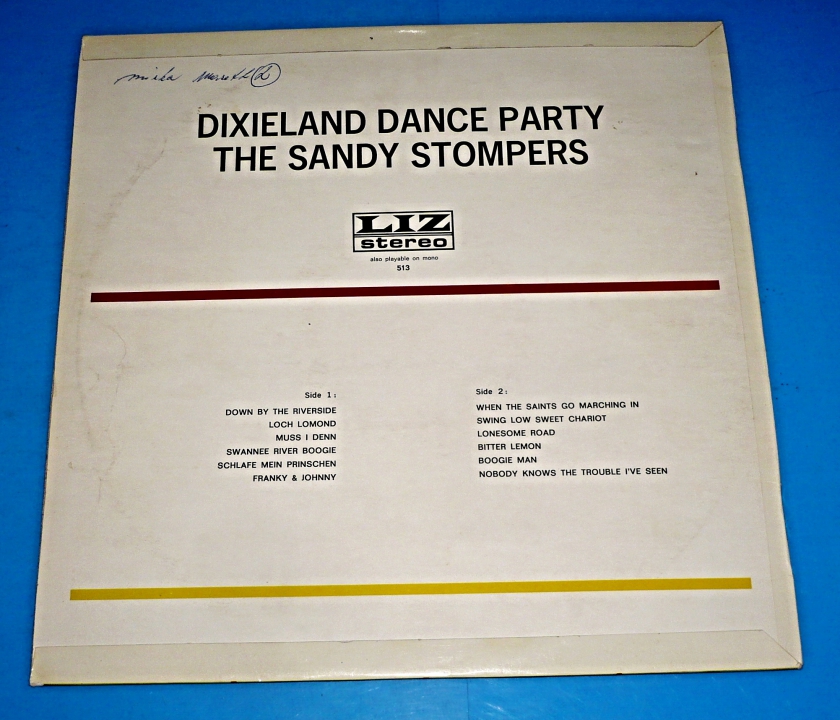 DIXIELAND DANCE PARTY
THE SANDY STOMPERS
LIZ
stereo
also playable on mono
513
Side 1:
DOWN BY THE RIVERSIDE
LOCH LOMOND
MUSS I DENN
SWANNEE RIVER BOOGIE
SCHLAFE MEIN PRINSCHEN
FRANKY & JOHNNY
Side 2:
WHEN THE SAINTS GO MARCHING IN
SWING LOW SWEET CHARIOT
LONESOME ROAD
BITTER LEMON
BOOGIE MAN
NOBODY KNOWS THE TROUBLE I'VE SEEN